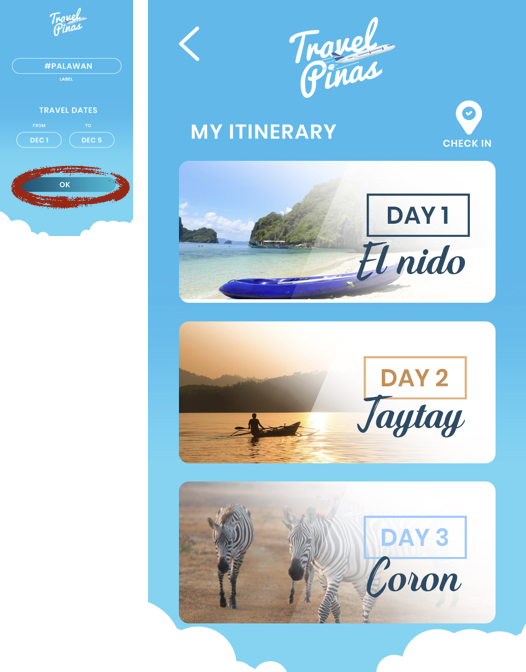 Travel
Pinas
#PALAWAN
LABEL
TRAVEL DATES
FROM TO
DEC 1 DEC 5
OK
Travel
Pinas
MY ITINERARY
CHECK IN
DAY 1
El nido
DAY 2
Taytay
DAY 3
Coron